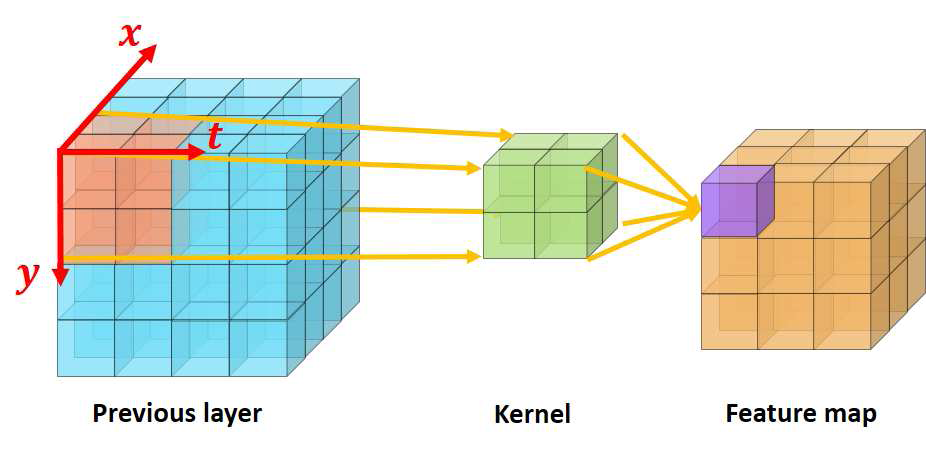 x
t
y
Previous layer
Kernel
Feature map